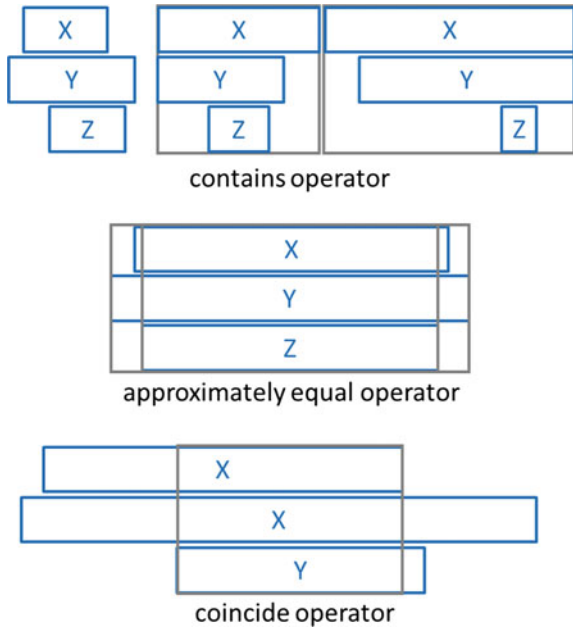 X X X
Y Y Y
Z Z Z
contains operator
X
Y
Z
approximately equal operator
X
X
Y
coincide operator